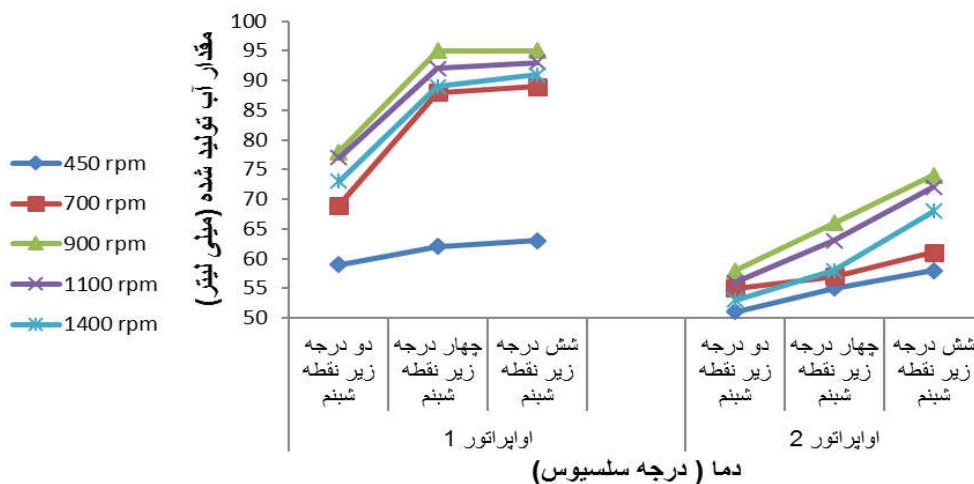 100
95
90
85
80
75
70
65
60
55
50
مقدار آب تولید شده (میلی لیتر)
450 rpm
700 rpm
900 rpm
1100 rpm
1400 rpm
دو درجه
زیر نقطه
شبنم
چهار درجه
زیر نقطه
شبنم
شش درجه
زیر نقطه
شبنم
دو درجه
زیر نقطه
شبنم
چهار درجه
زیر نقطه
شبنم
شش درجه
زیر نقطه
شبنم
اواپراتور 1
اواپراتور 2
دما ( درجه سلسیوس)